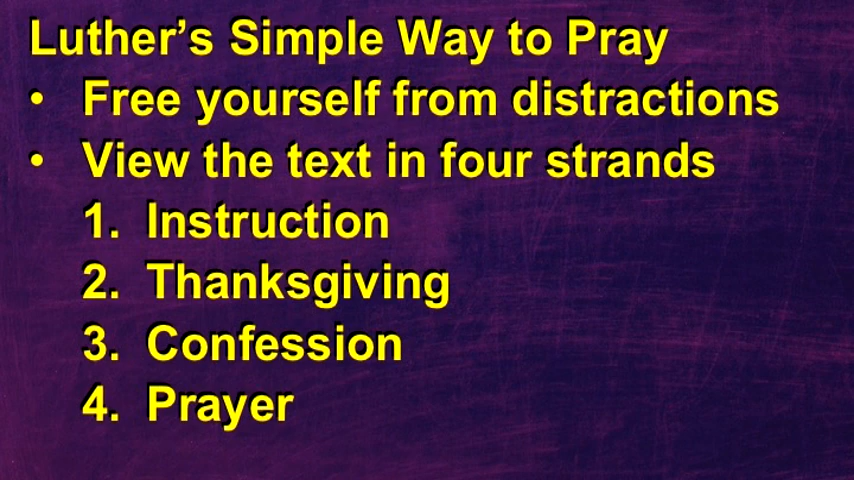 Luther’s Simple Way to Pray
• Free yourself from distractions
• View the text in four strands
1. Instruction
2. Thanksgiving
3. Confession
4. Prayer